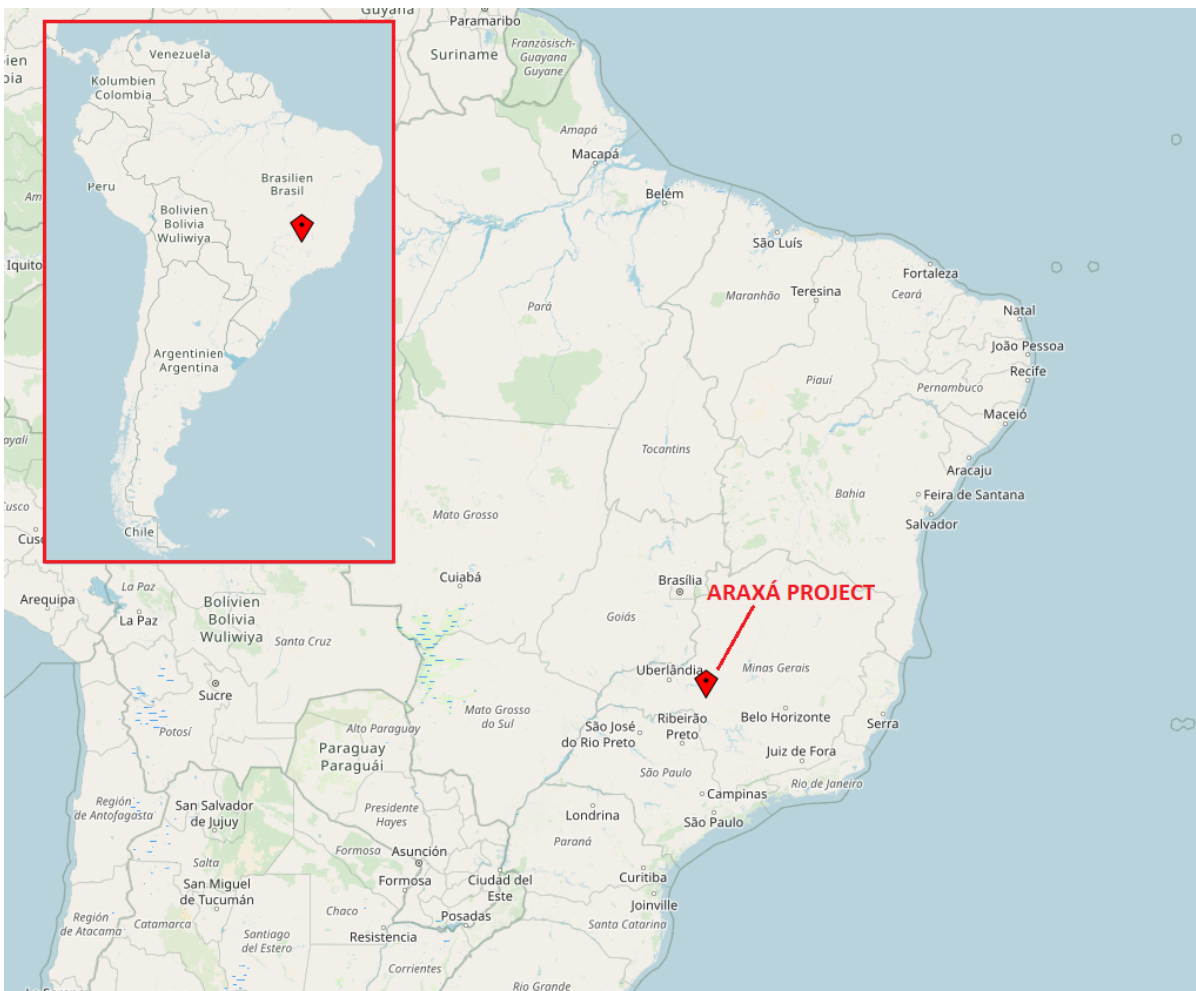 Guyana
Paramaribo
Suriname
Französisch-
Guayana
Guyane
Venezuela
Kolumbien
Colombia
Peru
Brasilien
Brasil
Bolivien
Bolivia
Wuliwiya
Argentinien
Argentina
Chile
ien
bia
Am
Iquito
ayali
Cusco
Cusc
Amapá
Macapá
Belém
São Luís
Fortaleza
Pará
Maranhão
Teresina
Ceará
Natal
João Pessoa
Recife
Piauí
Pernambuco
Maceió
Tocantins
Aracaju
Bahia
Feira de Santana
Mato Grosso
Salvador
Cuiabá
Brasília
ARAXÁ PROJECT
La Paz
Arequipa
La Paz
Bolivien
Bolivia
Wuliwiya
Santa Cruz
Goiás
Uberlândia
Minas Gerais
Sucre
Potosí
Mato Grosso
do Sul
São José
do Rio Preto
Ribeirão
Preto
Belo Horizonte
Serra
Alto Paraguay
Paraguay
Paraguái
Juiz de Fora
São Paulo
Rio de Janeiro
Región
de Antofagasta
San Salvador
de Jujuy
Presidente
Hayes
Campinas
Londrina
São Paulo
Paraná
Salta
Formosa
Asunción
San Miguel
de Tucumán
Formosa
Ciudad del
Este
Curitiba
Joinville
Región
de Atacama
Catamarca
Chaco
Posadas
Santa Catarina
Santiago
del Estero
Resistencia
Corrientes
Rio Grande